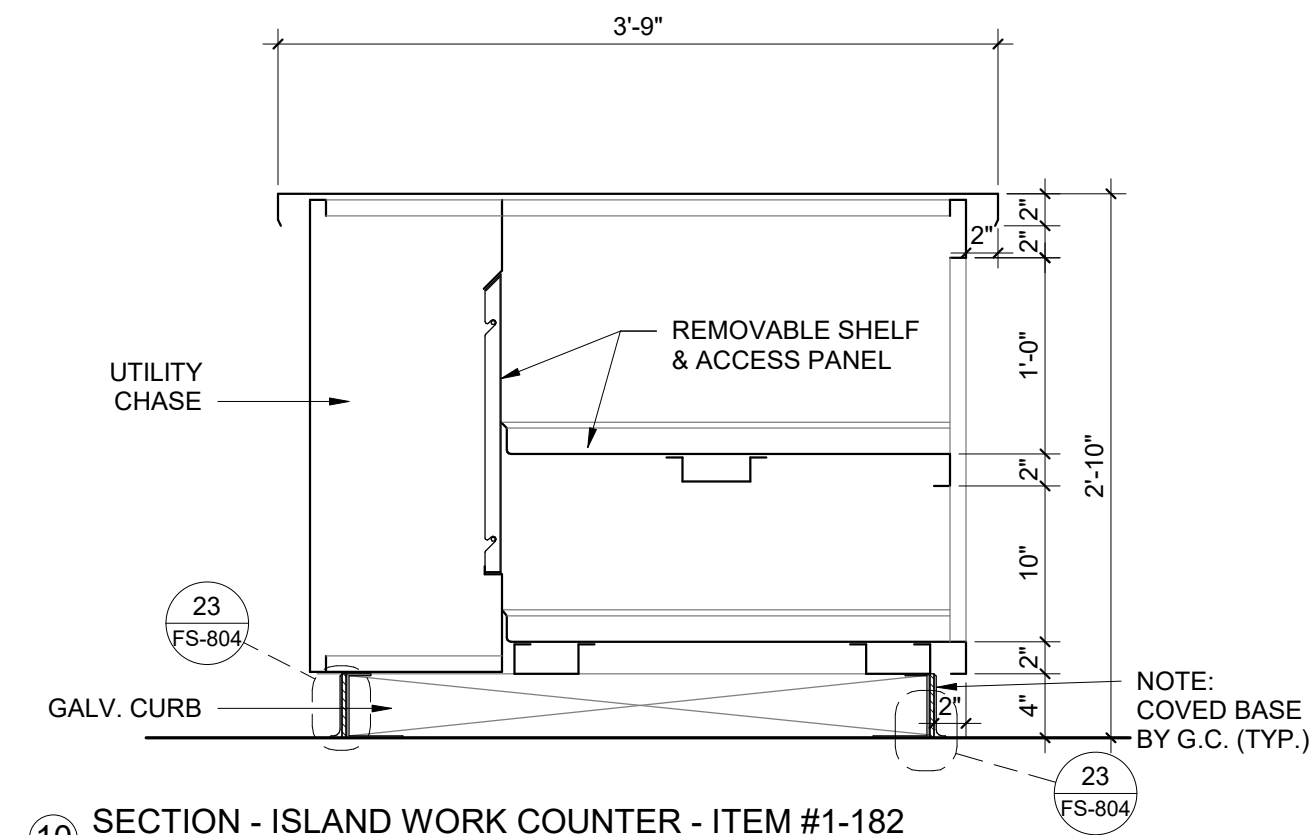 3'-9"
2"
2"
2"
REMOVABLE SHELF
& ACCESS PANEL
1'-0"
UTILITY
CHASE
2'-10"
2"
10"
23
FS-804
2"
NOTE:
COVED BASE
BY G.C. (TYP.)
GALV. CURB
2"
4"
23
FS-804
10
SECTION - ISLAND WORK COUNTER - ITEM #1-182